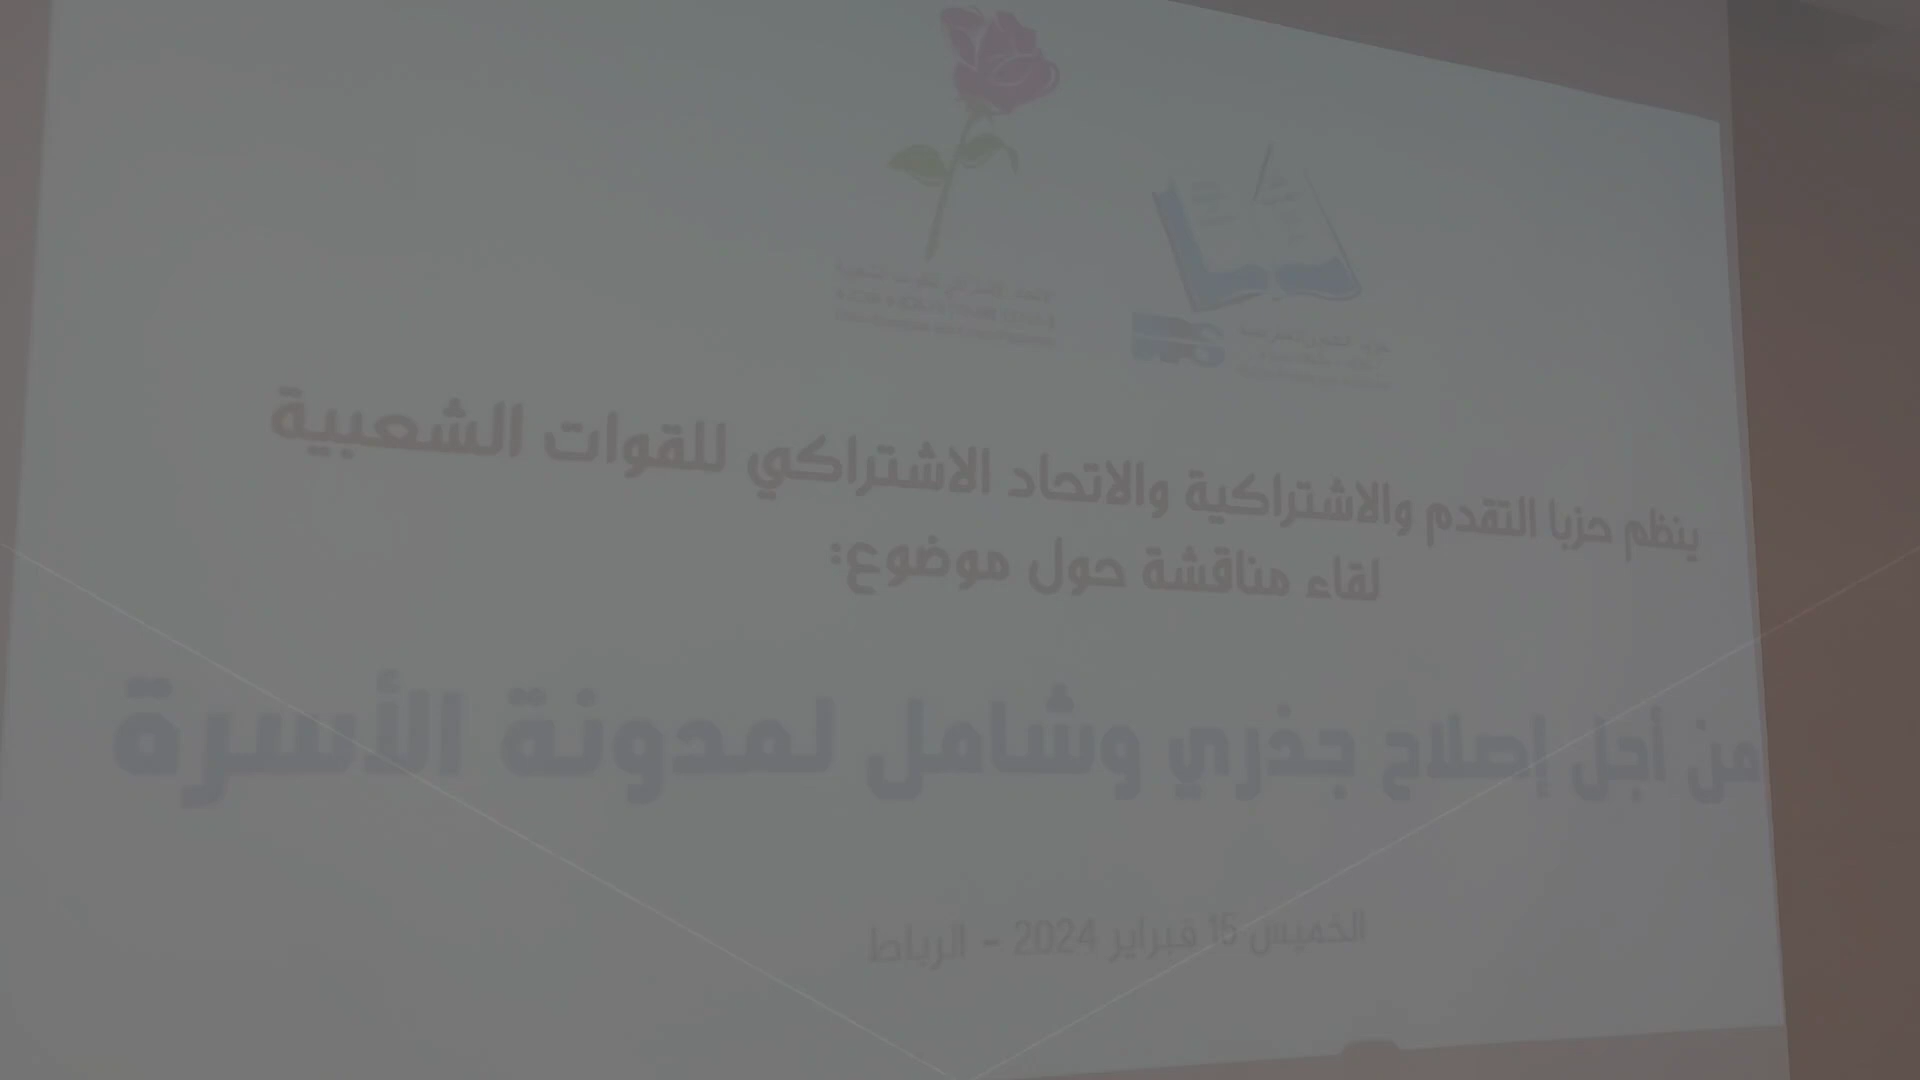 ينظم حزبا التقدم والاشتراكية والاتحاد الاشتراكي للقوات الشعبية
لقاء مناقشة حول موضوع:
من أجل إصلاح جذري وشامل لمدونة الأسرة
الخميس 15 فبراير 2024 - الرباط